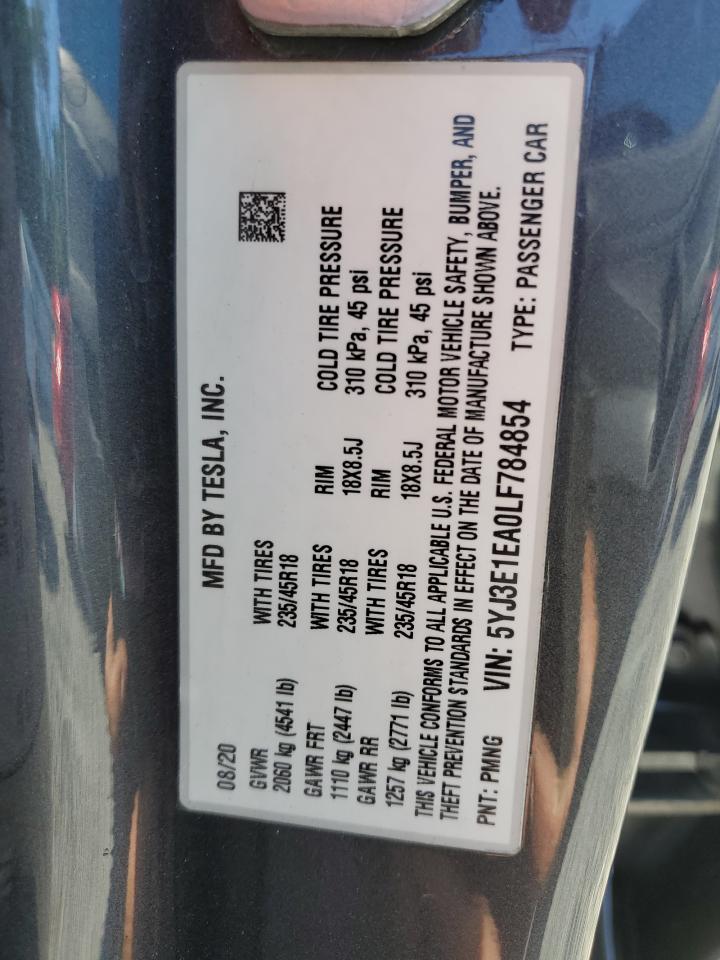 MFD BY TESLA, INC.
08/20
GVWR
2060 kg (4541 lb)
WITH TIRES
235/45R18
GAWR FRT
1110 kg (2447 lb)
WITH TIRES
235/45R18
RIM
18X8.5J
COLD TIRE PRESSURE
310 kPa, 45 psi
GAWR RR
1257 kg (2771 lb)
WITH TIRES
235/45R18
RIM
18X8.5J
COLD TIRE PRESSURE
310 kPa, 45 psi
THIS VEHICLE CONFORMS TO ALL APPLICABLE U.S. FEDERAL MOTOR VEHICLE SAFETY, BUMPER, AND
THEFT PREVENTION STANDARDS IN EFFECT ON THE DATE OF MANUFACTURE SHOWN ABOVE.
PNT: PMNG VIN: 5YJ3E1EA0LF784854 TYPE: PASSENGER CAR